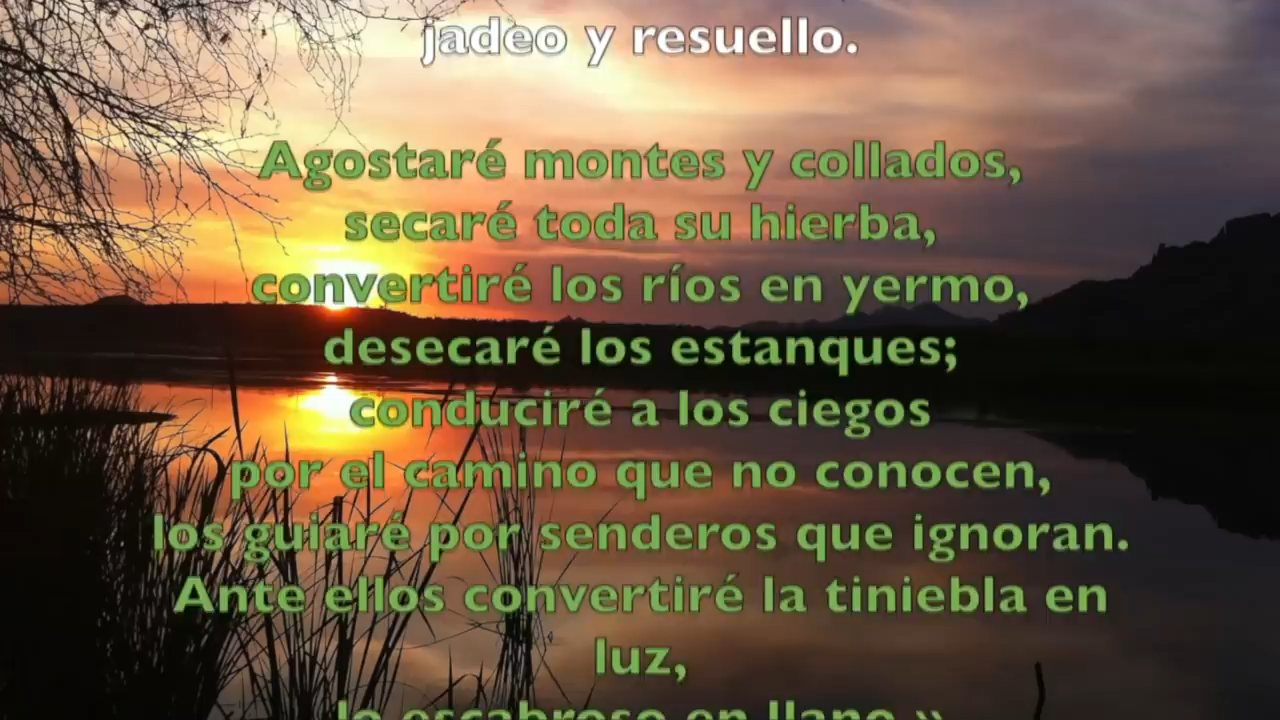 jadeo y resuello.
Agostaré montes y collados,
secaré toda su hierba,
convertiré los ríos en yermo,
desecaré los estanques;
conduciré a los ciegos
por el camino que no conocen,
los guiaré por senderos que ignoran.
Ante ellos convertiré la tiniebla en
luz,
lo escabroso en llano.»